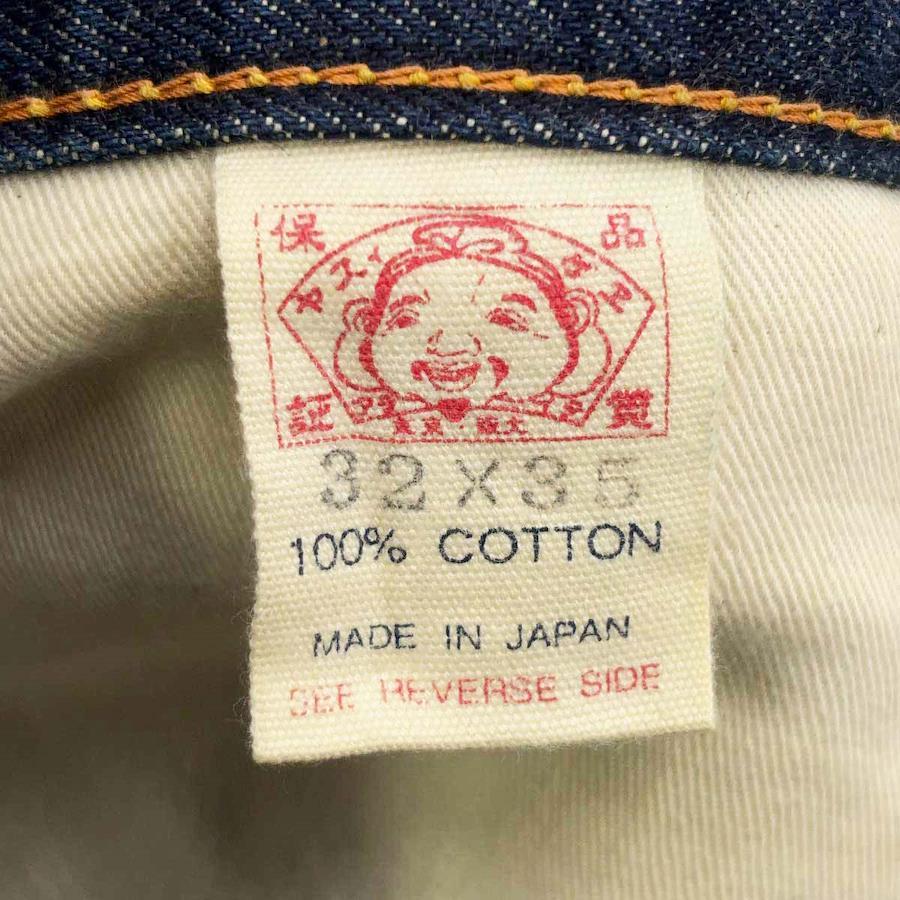 保 品
証 質
32X35
100% COTTON
MADE IN JAPAN
SEE REVERSE SIDE